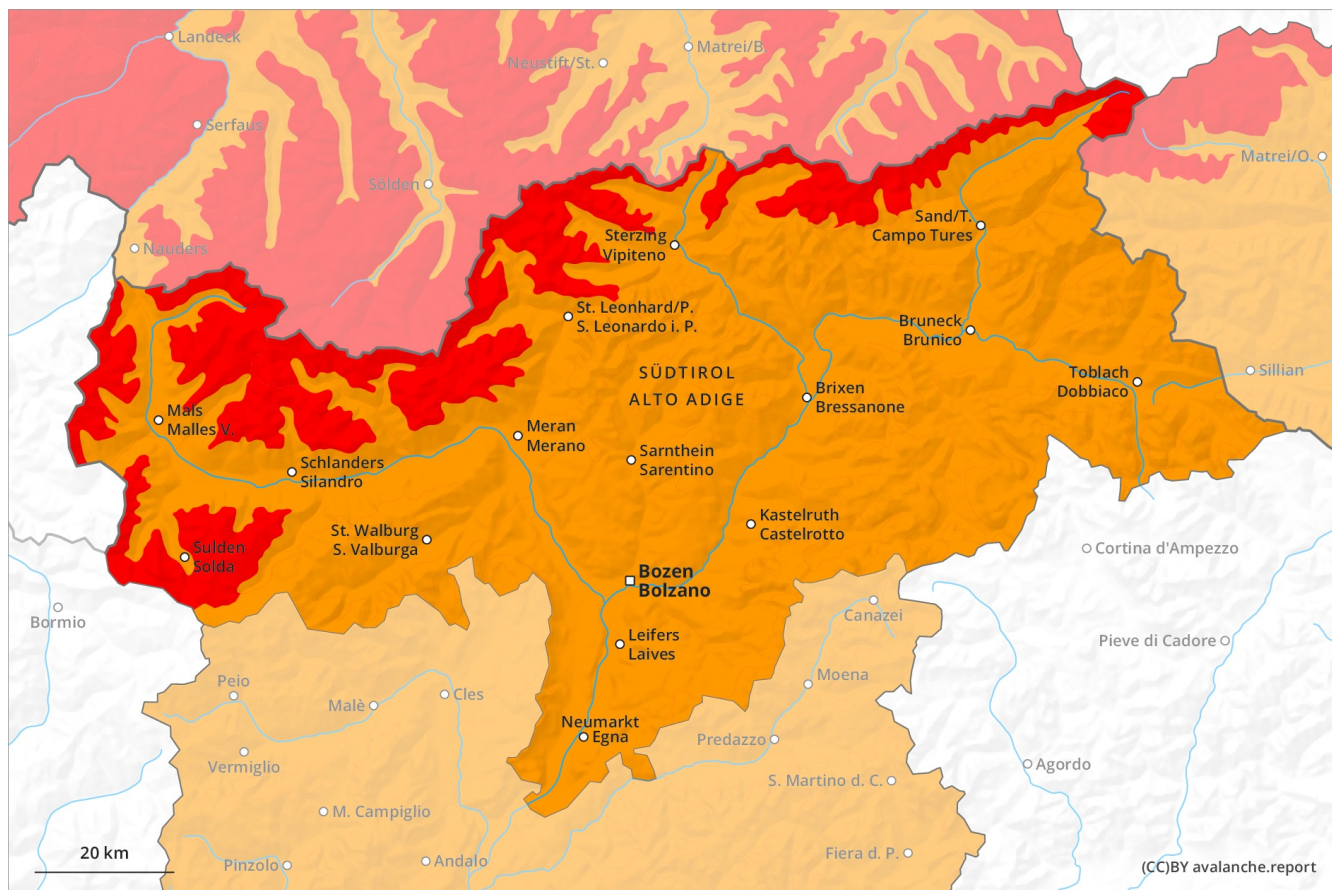 Landeck
Matrei/B
Neustift/St.
Serfaus
Matrei/O.
Sölden
Nauders
Sand/T.
Campo Tures
Sterzing
Vipiteno
St. Leonhard/P.
S. Leonardo i. P.
Bruneck
Brunico
SÜDTIROL
ALTO ADIGE
Toblach
Dobbiaco
Sillian
Brixen
Bressanone
Mals
Malles V.
Meran
Merano
Schlanders
Silandro
Sarnthein
Sarentino
Kastelruth
Castelrotto
St. Walburg
S. Valburga
Sulden
Solda
Cortina d'Ampezzo
Bozen
Bolzano
Bormio
Canazei
Leifers
Laives
Pieve di Cadore
Peio
Moena
Malè
Cles
Neumarkt
Egna
Predazzo
Vermiglio
Agordo
S. Martino d. C.
M. Campiglio
20 km
Pinzolo
Andalo
Fiera d. P.
(CC)BY avalanche.report